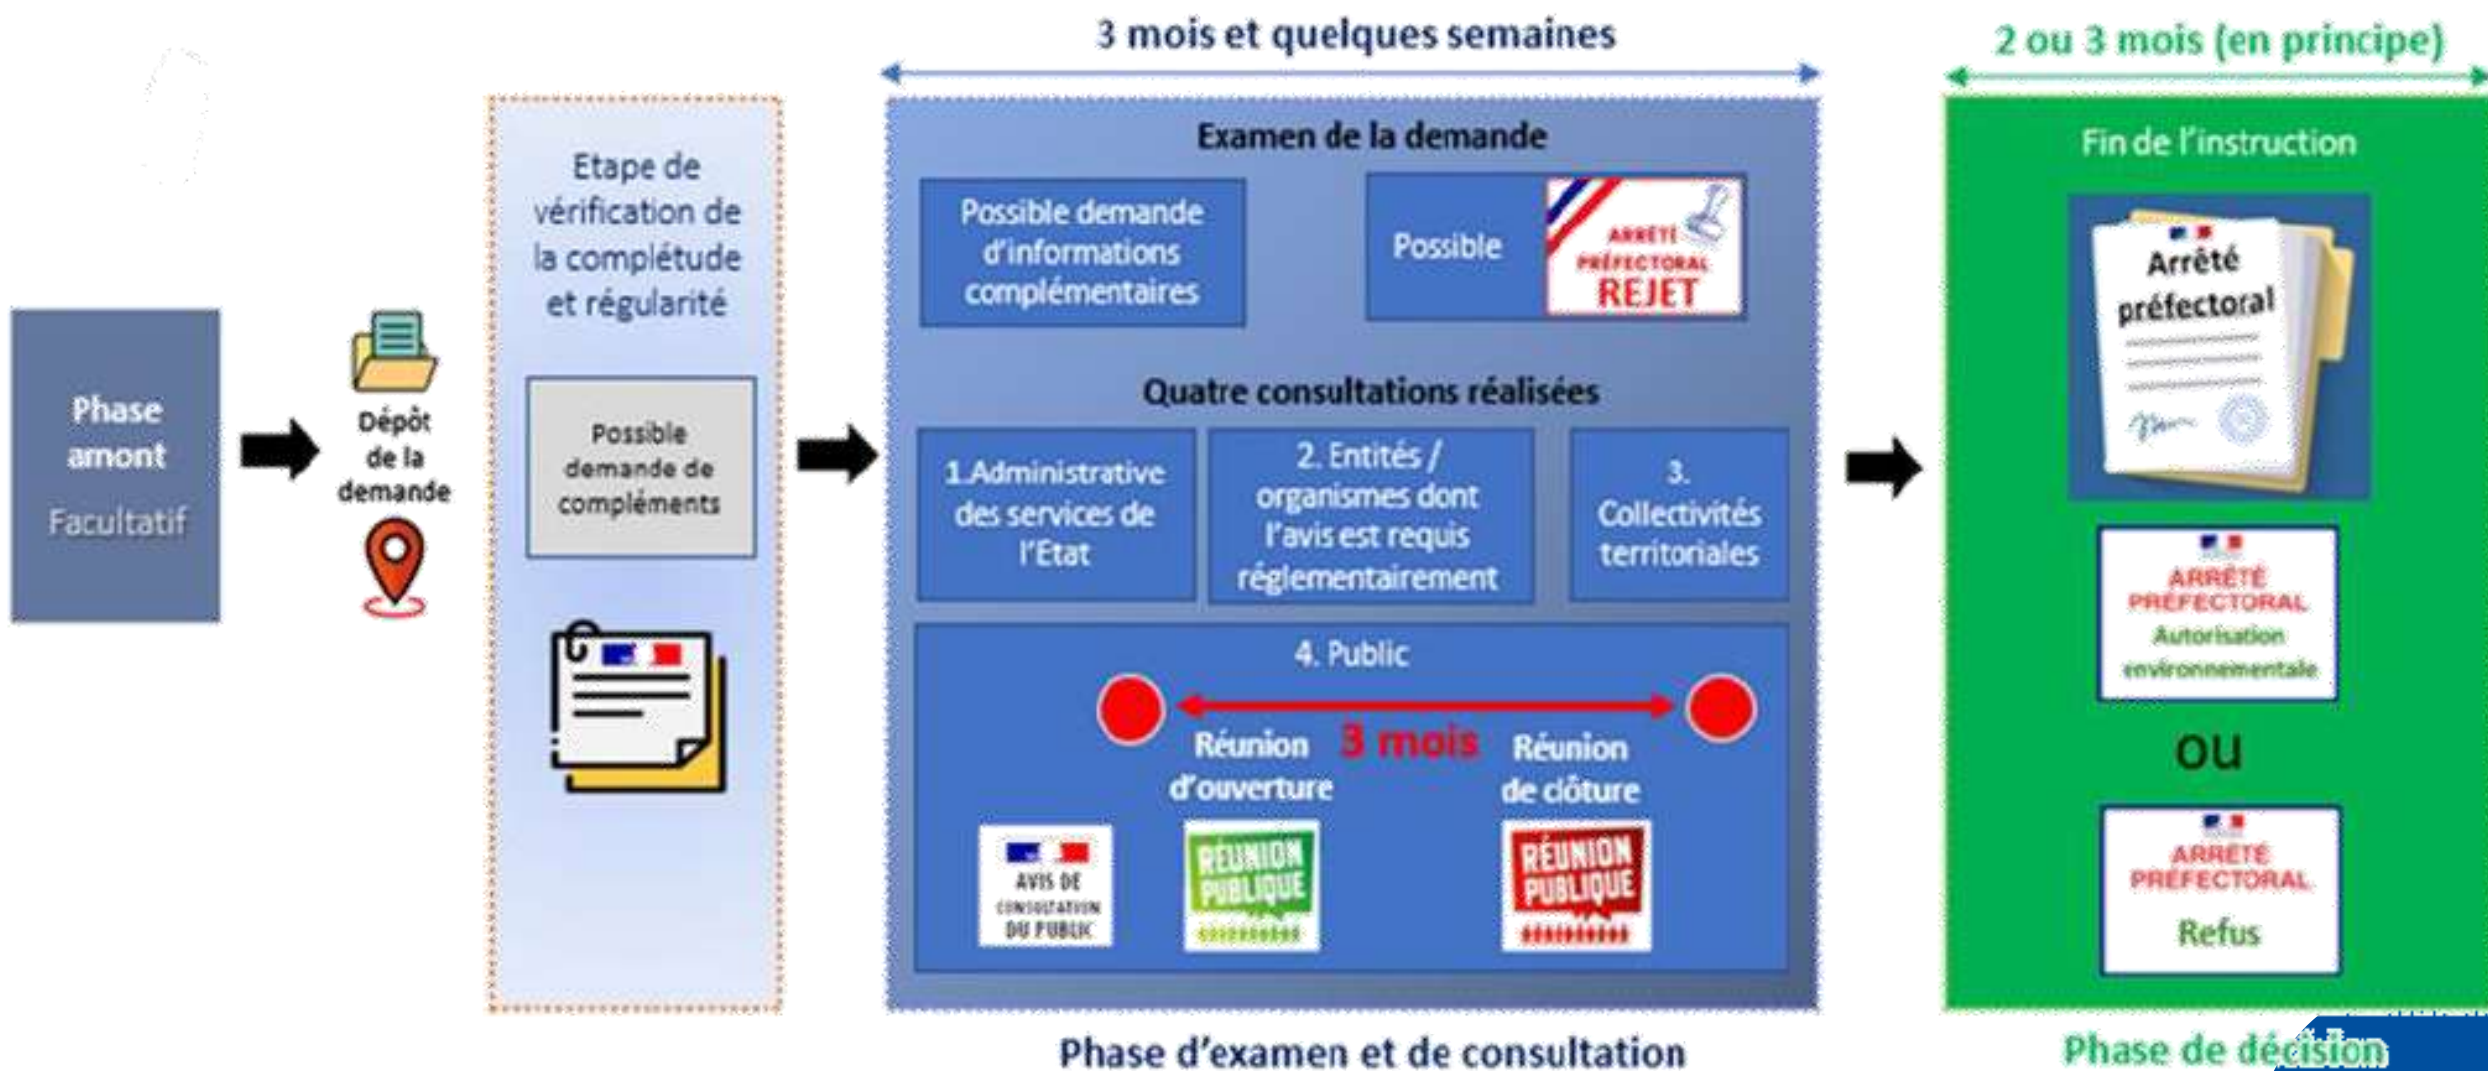 3 mois et quelques semaines
2 ou 3 mois (en principe)
Phase
amont
Facultatif
Dépôt
de la
demande
Etape de
vérification de
la complétude
et régularité
Possible
demande de
compléments
Examen de la demande
Possible demande
d'informations
complémentaires
Possible
ARRÊTÉ
PRÉFECTORAL
REJET
Quatre consultations réalisées
1.Administrative
des services de
l'Etat
2. Entités /
organismes dont
l'avis est requis
réglementairement
3.
Collectivités
territoriales
4. Public
3 mois
Réunion
d'ouverture
Réunion
de clôture
AVIS DE
CONSULTATION
DU PUBLIC
RÉUNION
PUBLIQUE
RÉUNION
PUBLIQUE
Phase d'examen et de consultation
Fin de l'instruction
Arrêté
préfectoral
ARRÊTÉ
PRÉFECTORAL
Autorisation
environnementale
ou
ARRÊTÉ
PRÉFECTORAL
Refus
Phase de décision